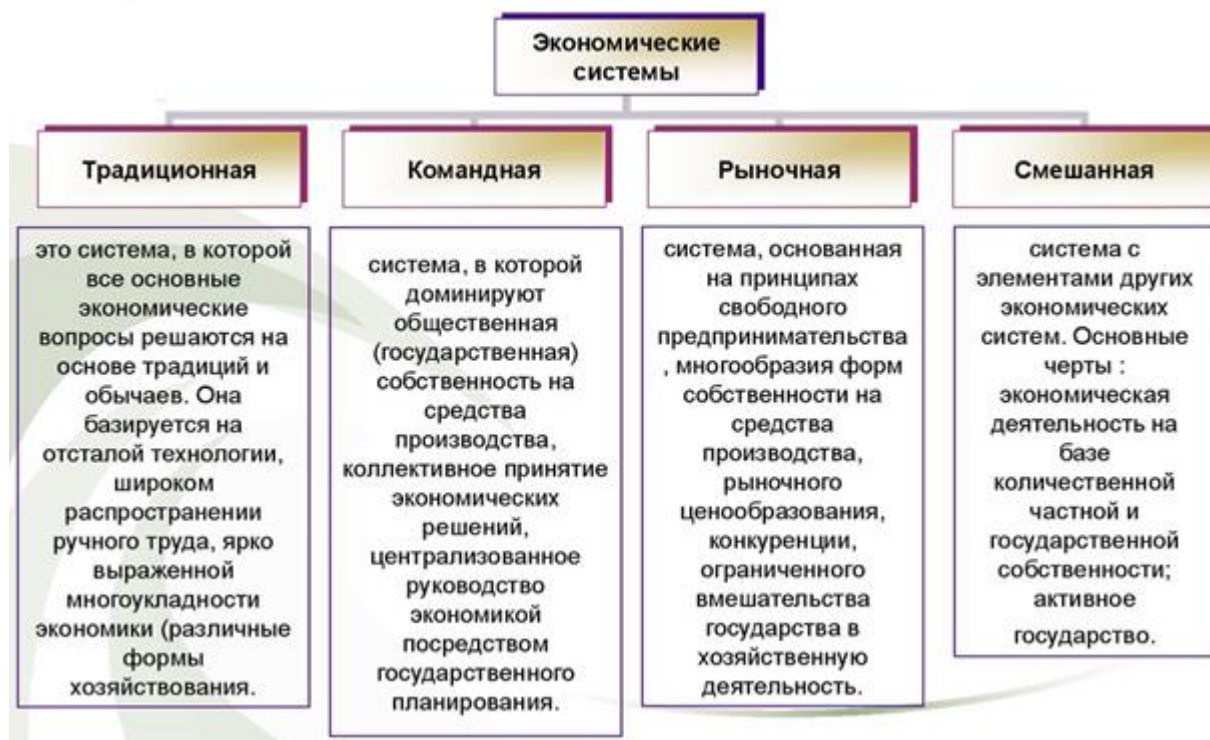 Экономические
системы
Традиционная
Командная
Рыночная
Смешанная
это система, в которой
все основные
экономические
вопросы решаются на
основе традиций и
обычаев. Она
базируется на
отсталой технологии,
широком
распространении
ручного труда, ярко
выраженной
многоукладности
экономики (различные
формы
хозяйствования.
система, в которой
доминируют
общественная
(государственная)
собственность на
средства
производства,
коллективное принятие
экономических
решений,
централизованное
руководство
экономикой
посредством
государственного
планирования.
система, основанная
на принципах
свободного
предпринимательства
, многообразия форм
собственности на
средства
производства,
рыночного
ценообразования,
конкуренции,
ограниченного
вмешательства
государства в
хозяйственную
деятельность.
система с
элементами других
экономических
систем. Основные
черты :
экономическая
деятельность на
базе
количественной
частной и
государственной
собственности;
активное
государство.